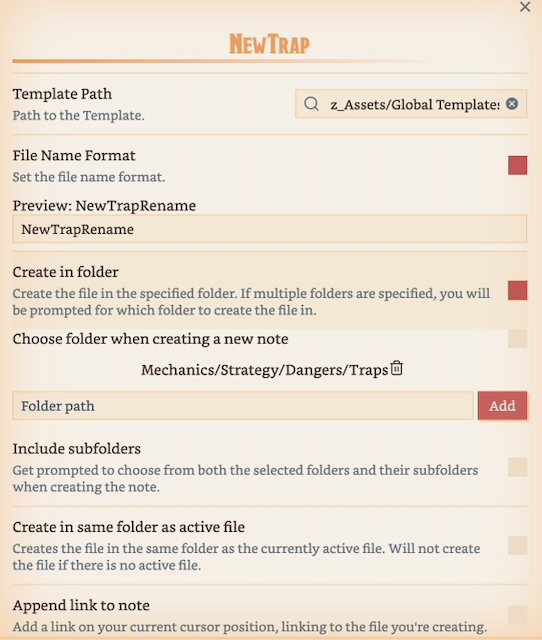 NewTrap
Template Path
Path to the Template.
z_Assets/Global Templates
File Name Format
Set the file name format.
Preview: NewTrapRename
NewTrapRename
Create in folder
Create the file in the specified folder. If multiple folders are specified, you will
be prompted for which folder to create the file in.
Choose folder when creating a new note
Mechanics/Strategy/Dangers/Traps
Folder path
Add
Include subfolders
Get prompted to choose from both the selected folders and their subfolders
when creating the note.
Create in same folder as active file
Creates the file in the same folder as the currently active file. Will not create
the file if there is no active file.
Append link to note
Add a link on your current cursor position, linking to the file you're creating.